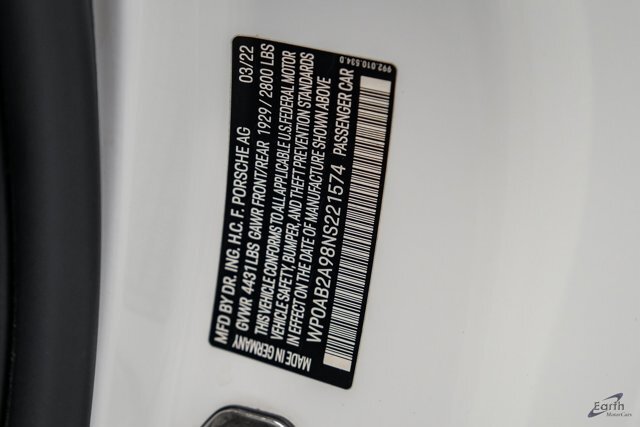 MFD BY DR. ING. H.C. F. PORSCHE AG 03/22
GVWR 4431 LBS GAWR FRONT/REAR 1929/2800 LBS
THIS VEHICLE CONFORMS TO ALL APPLICABLE U.S. FEDERAL MOTOR
VEHICLE SAFETY, BUMPER, AND THEFT PREVENTION STANDARDS
IN EFFECT ON THE DATE OF MANUFACTURE SHOWN ABOVE
WP0AB2A98NS221574 PASSENGER CAR
MADE IN GERMANY 992.010.534.0
Earth
MotorCars